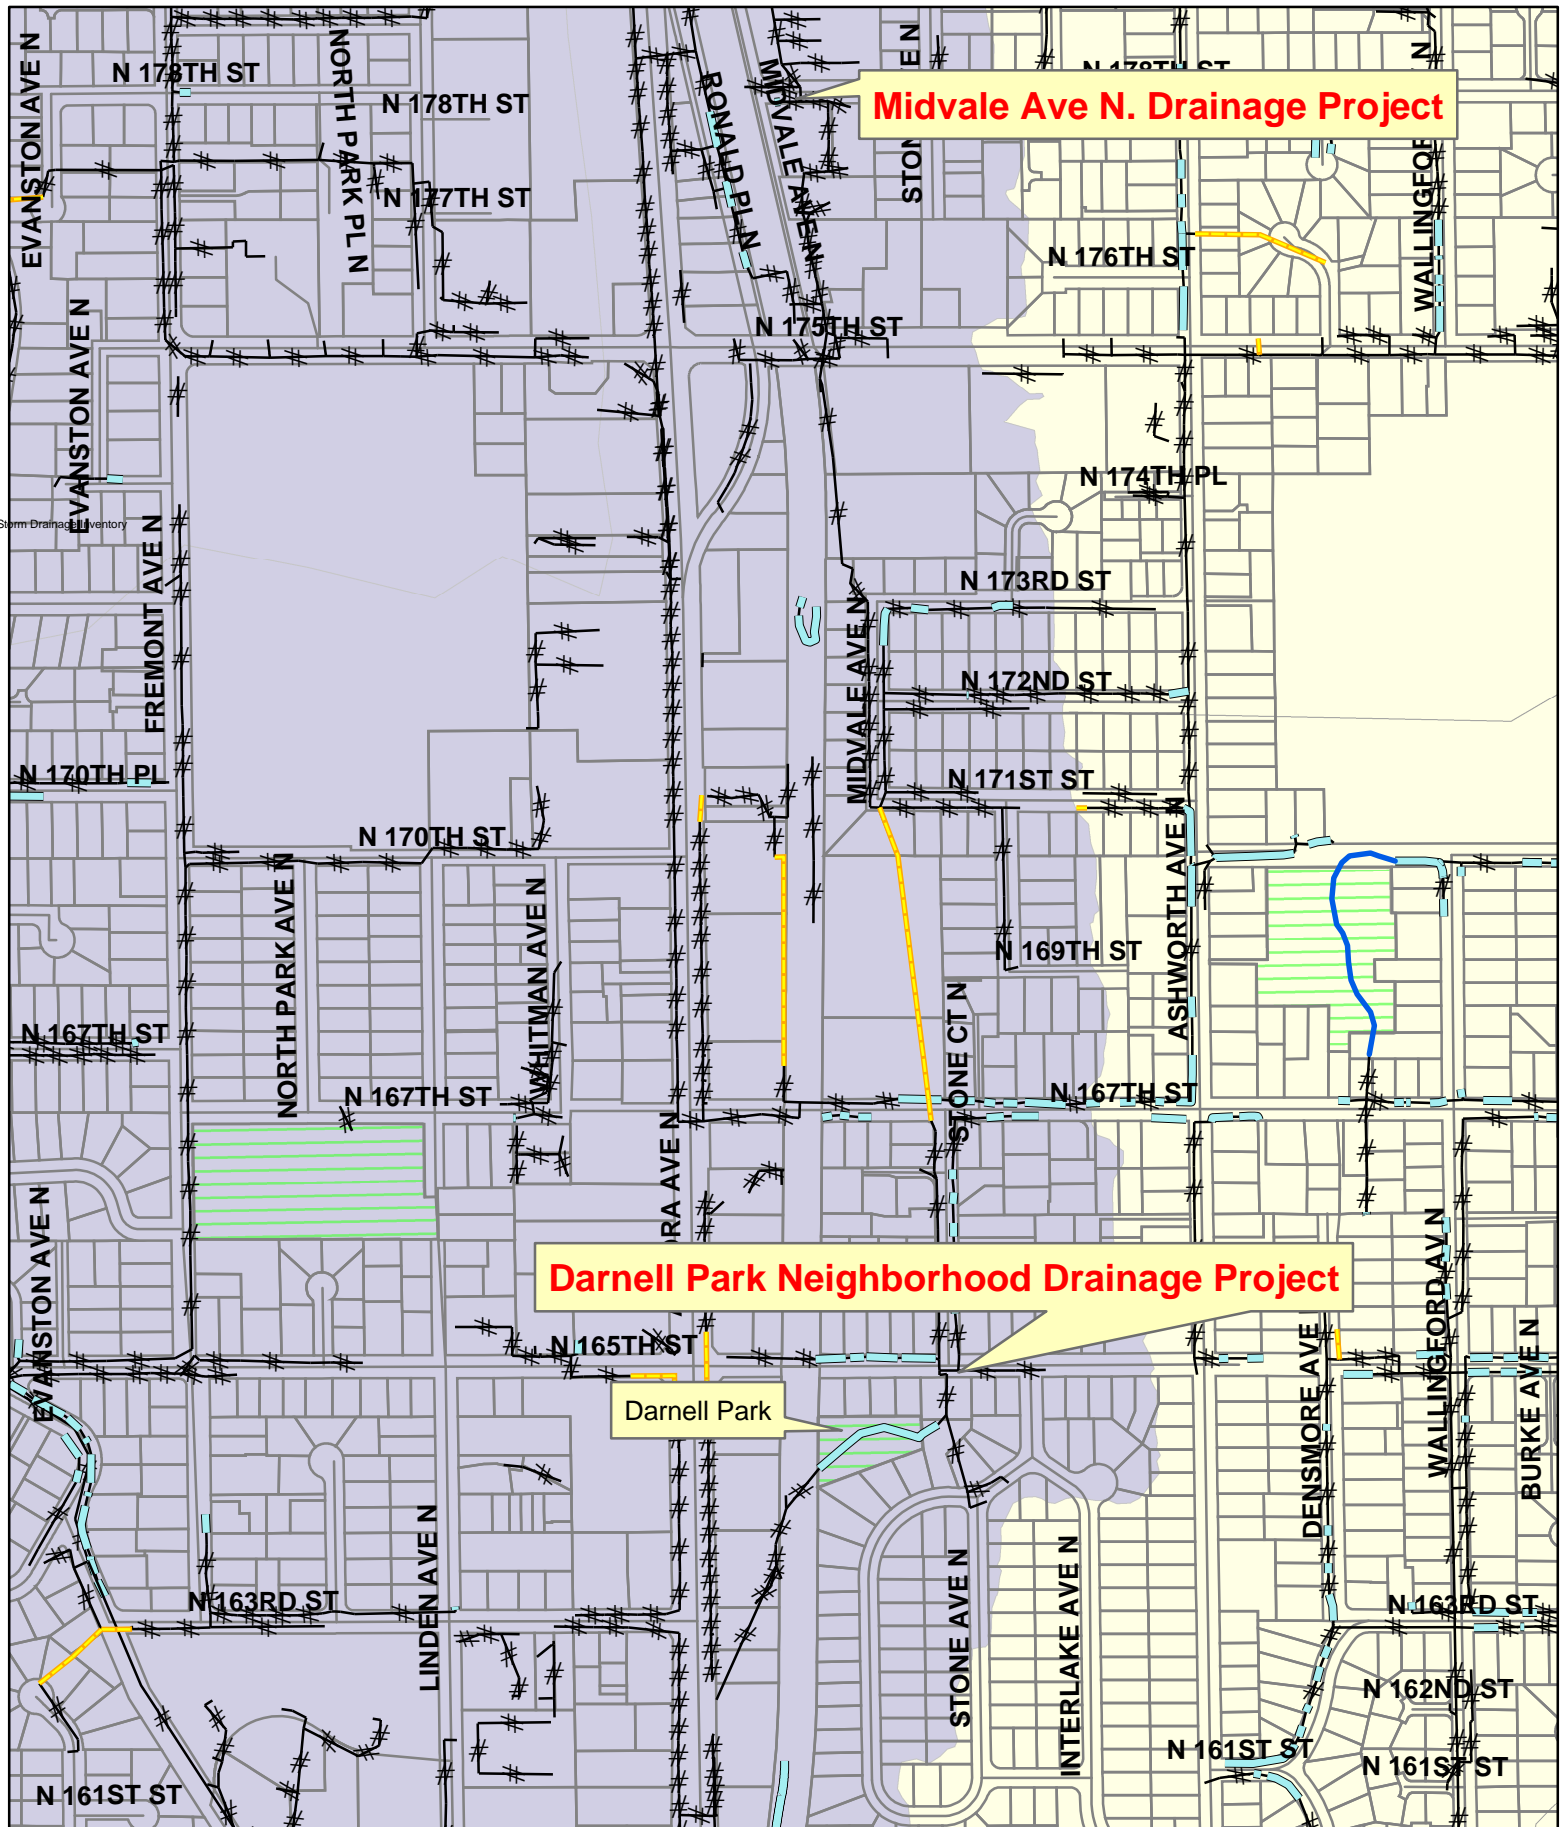 EVANSTON AVE N
N 178TH ST
NORTH PARK PL N
N 178TH ST
RONALD PL N
MIDVALE AVE N
N 178TH ST
Midvale Ave N. Drainage Project
N 177TH ST
N 176TH ST
N 175TH ST
EVANSTON AVE N
N 174TH PL
Storm Drainage Inventory
FREMONT AVE N
N 173RD ST
MIDVALE AVE N
N 172ND ST
N 170TH PL
N 171ST ST
N 170TH ST
NORTH PARK AVE N
WHITMAN AVE N
ASHWORTH AVE N
N 169TH ST
STONE CT N
N 167TH ST
N 167TH ST
N 167TH ST
RA AVE N
EVANSTON AVE N
Darnell Park Neighborhood Drainage Project
WALLINGFORD AV N
N 165TH ST
DENSMORE AVE
BURKE AVE N
Darnell Park
LINDEN AVE N
STONE AVE N
INTERLAKE AVE N
N 163RD ST
N 163RD ST
N 162ND ST
N 161ST ST
N 161ST ST
N 161ST ST